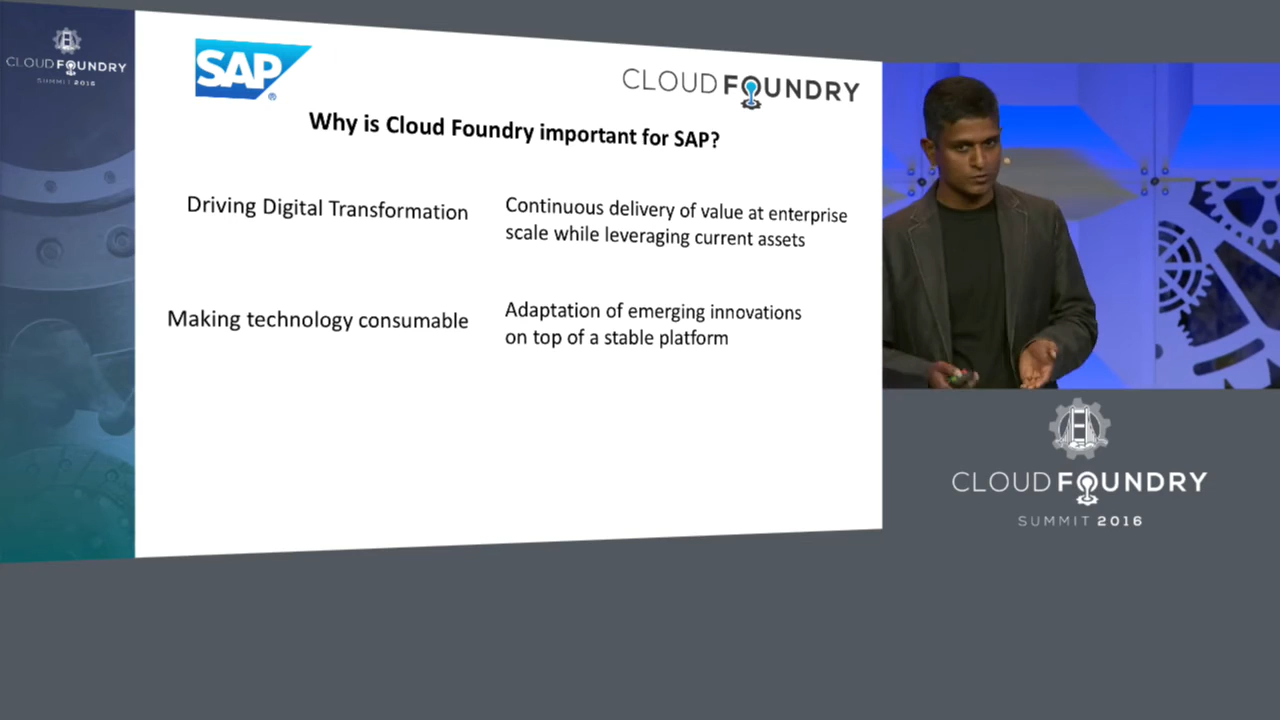 CLOUD FOUNDRY
SUMMIT 2016
SAP®
CLOUD FOUNDRY
Why is Cloud Foundry important for SAP?
Driving Digital Transformation
Continuous delivery of value at enterprise
scale while leveraging current assets
Making technology consumable
Adaptation of emerging innovations
on top of a stable platform
CLOUD FOUNDRY
SUMMIT 2016